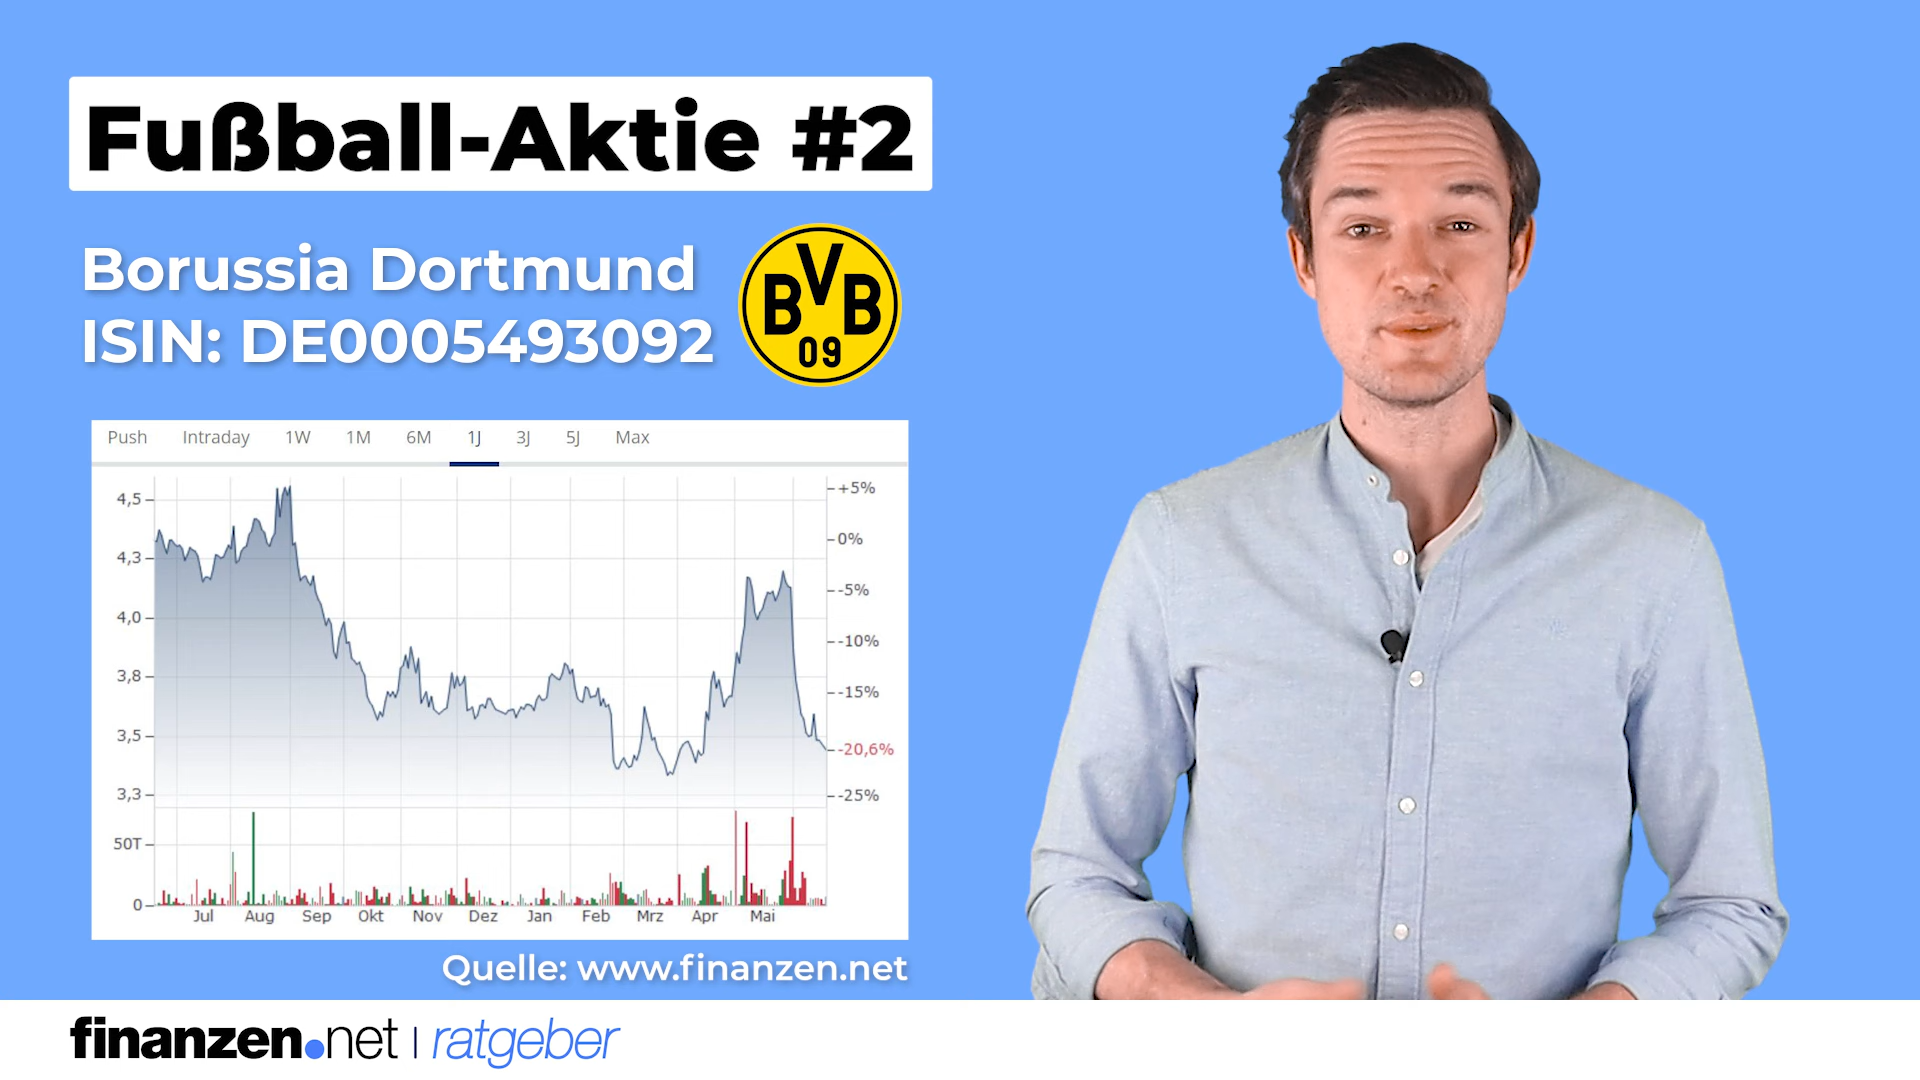 Fußball-Aktie #2
Borussia Dortmund
ISIN: DE0005493092
BVB
09
Push Intraday 1W 1M 6M 1J 3J 5J Max
4,5
4,3
4,0
3,8
3,5
3,3
50T
0
+5%
0%
-5%
-10%
-15%
-20,6%
-25%
Jul Aug Sep Okt Nov Dez Jan Feb Mrz Apr Mai
Quelle: www.finanzen.net
finanzen.net | ratgeber